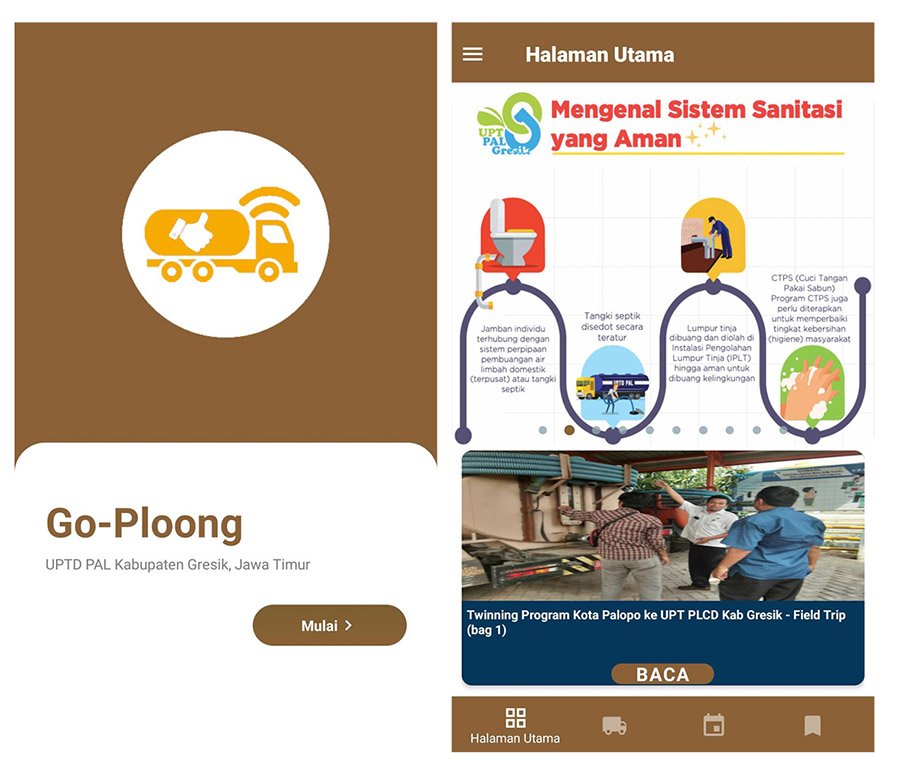 Go-Ploong
UPTD PAL Kabupaten Gresik, Jawa Timur
Mulai
Halaman Utama
UPT
PAL
Gresik
Mengenal Sistem Sanitasi
yang Aman
Jamban individu
terhubung dengan
sistem perpipaan
pembuangan air
limbah domestik
(terpusat) atau tangki
septik
Tangki septik
disedot secara
teratur
UPTD PAL
Lumpur tinja
dibuang dan diolah di
Instalasi Pengolahan
Lumpur Tinja (IPLT)
hingga aman untuk
dibuang kelingkungan
CTPS (Cuci Tangan
Pakai Sabun)
Program CTPS juga
perlu diterapkan
untuk memperbaiki
tingkat kebersihan
(higiene) masyarakat
Twinning Program Kota Palopo ke UPT PLCD Kab Gresik - Field Trip
(bag 1)
BACA
Halaman Utama